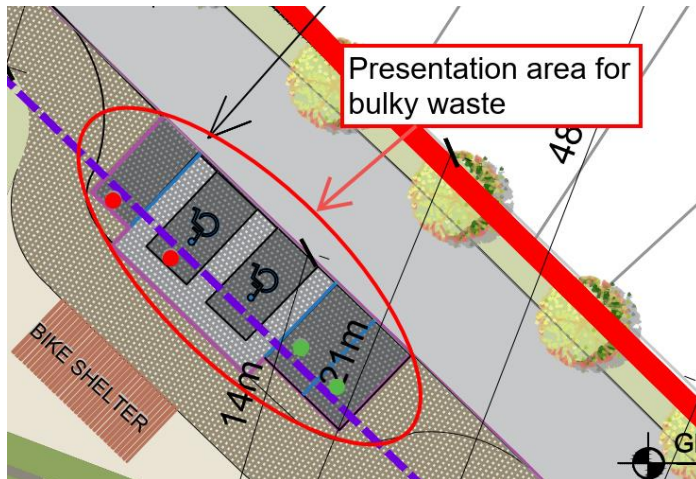 Presentation area for
bulky waste
48
21m
14m
BIKE SHELTER